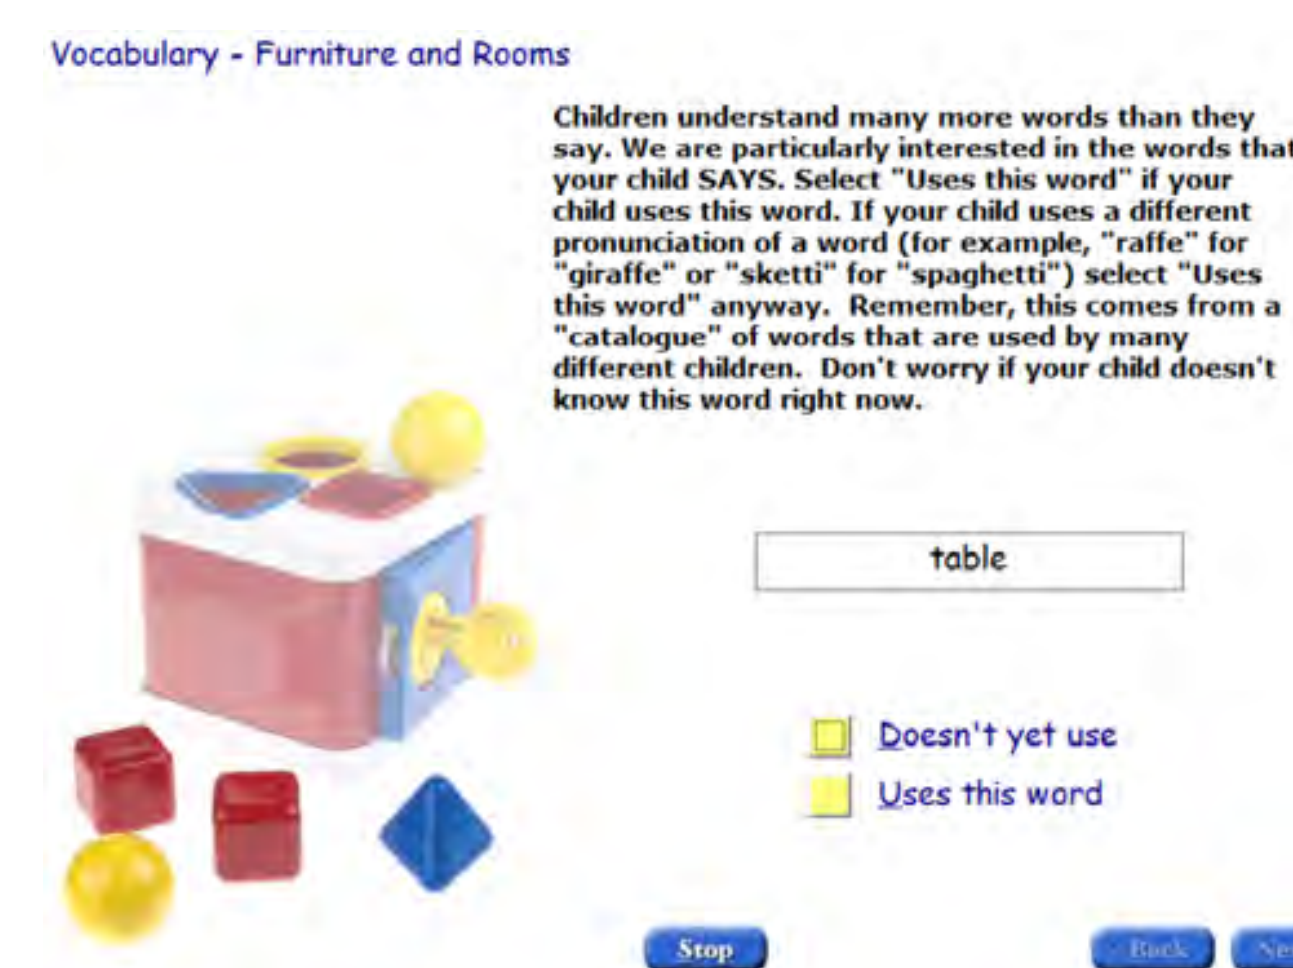 Vocabulary - Furniture and Rooms
Children understand many more words than they
say. We are particularly interested in the words that
your child SAYS. Select "Uses this word" if your
child uses this word. If your child uses a different
pronunciation of a word (for example, "raffe" for
"giraffe" or "sketti" for "spaghetti") select "Uses
this word" anyway.  Remember, this comes from a
"catalogue" of words that are used by many
different children.  Don't worry if your child doesn't
know this word right now.
table
Doesn't yet use
Uses this word
Stop
Back